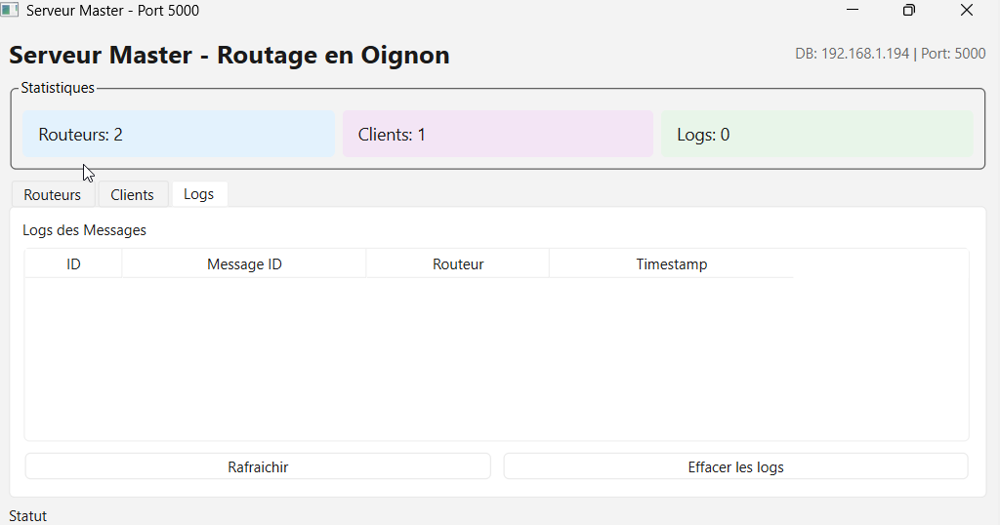 Serveur Master - Port 5000
Serveur Master - Routage en Oignon
DB: 192.168.1.194 | Port: 5000
Statistiques
Routeurs: 2
Clients: 1
Logs: 0
Routeurs
Clients
Logs
Logs des Messages
ID
Message ID
Routeur
Timestamp
Rafraichir
Effacer les logs
Statut